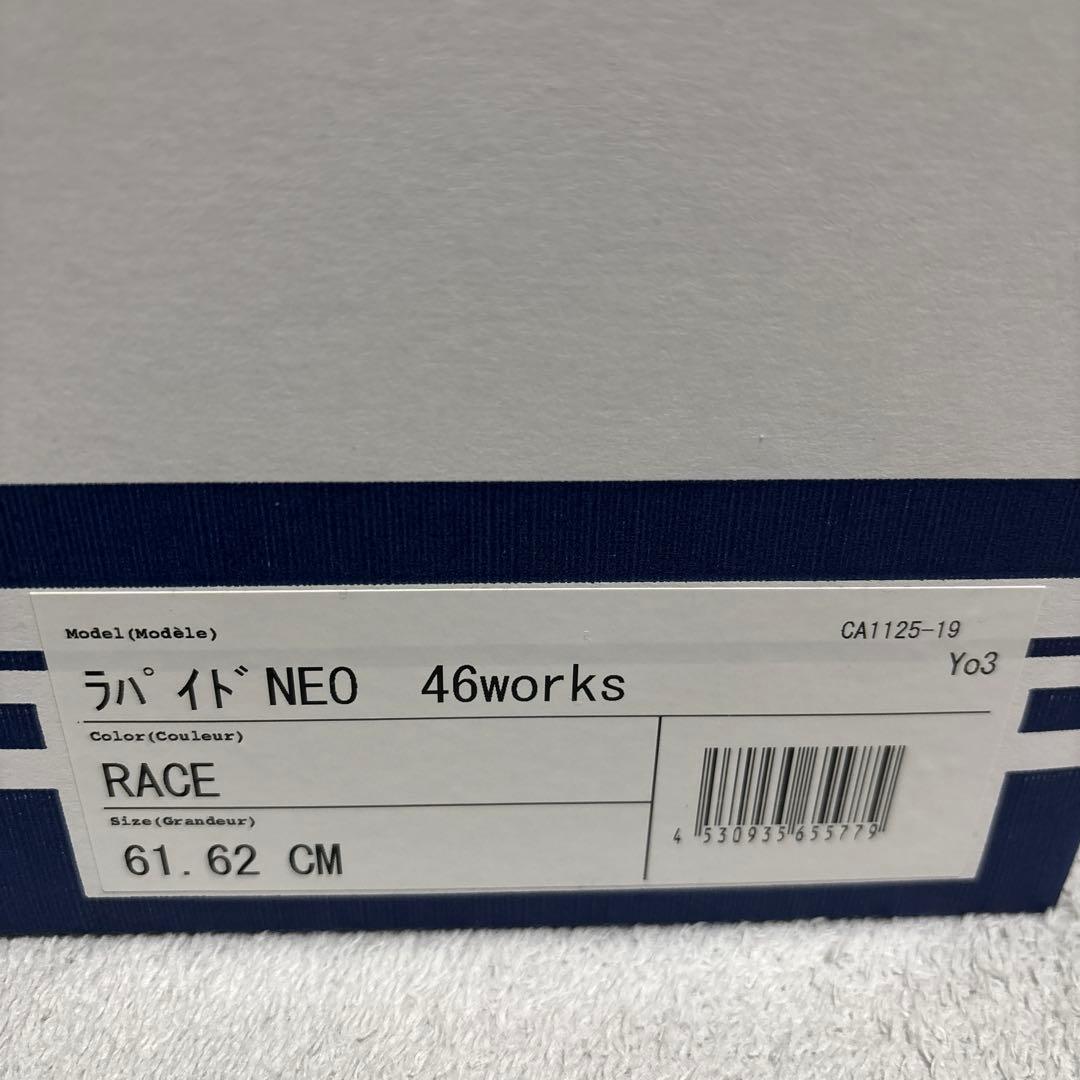 Model(Modèle)
CA1125-19
Yo3
ﾗﾊﾟｲﾄﾞNEO 46works
Color(Couleur)
RACE
Size(Grandeur)
61.62 CM
4 530935 655779